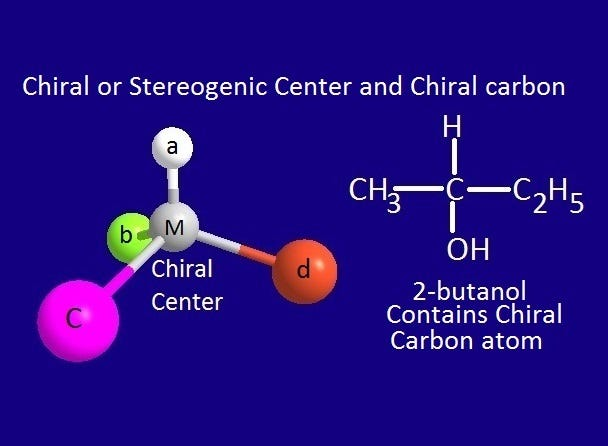 Chiral or Stereogenic Center and Chiral carbon
a
b
M
Chiral
Center
C
d
H
CH3 C C2H5
OH
2-butanol
Contains Chiral
Carbon atom